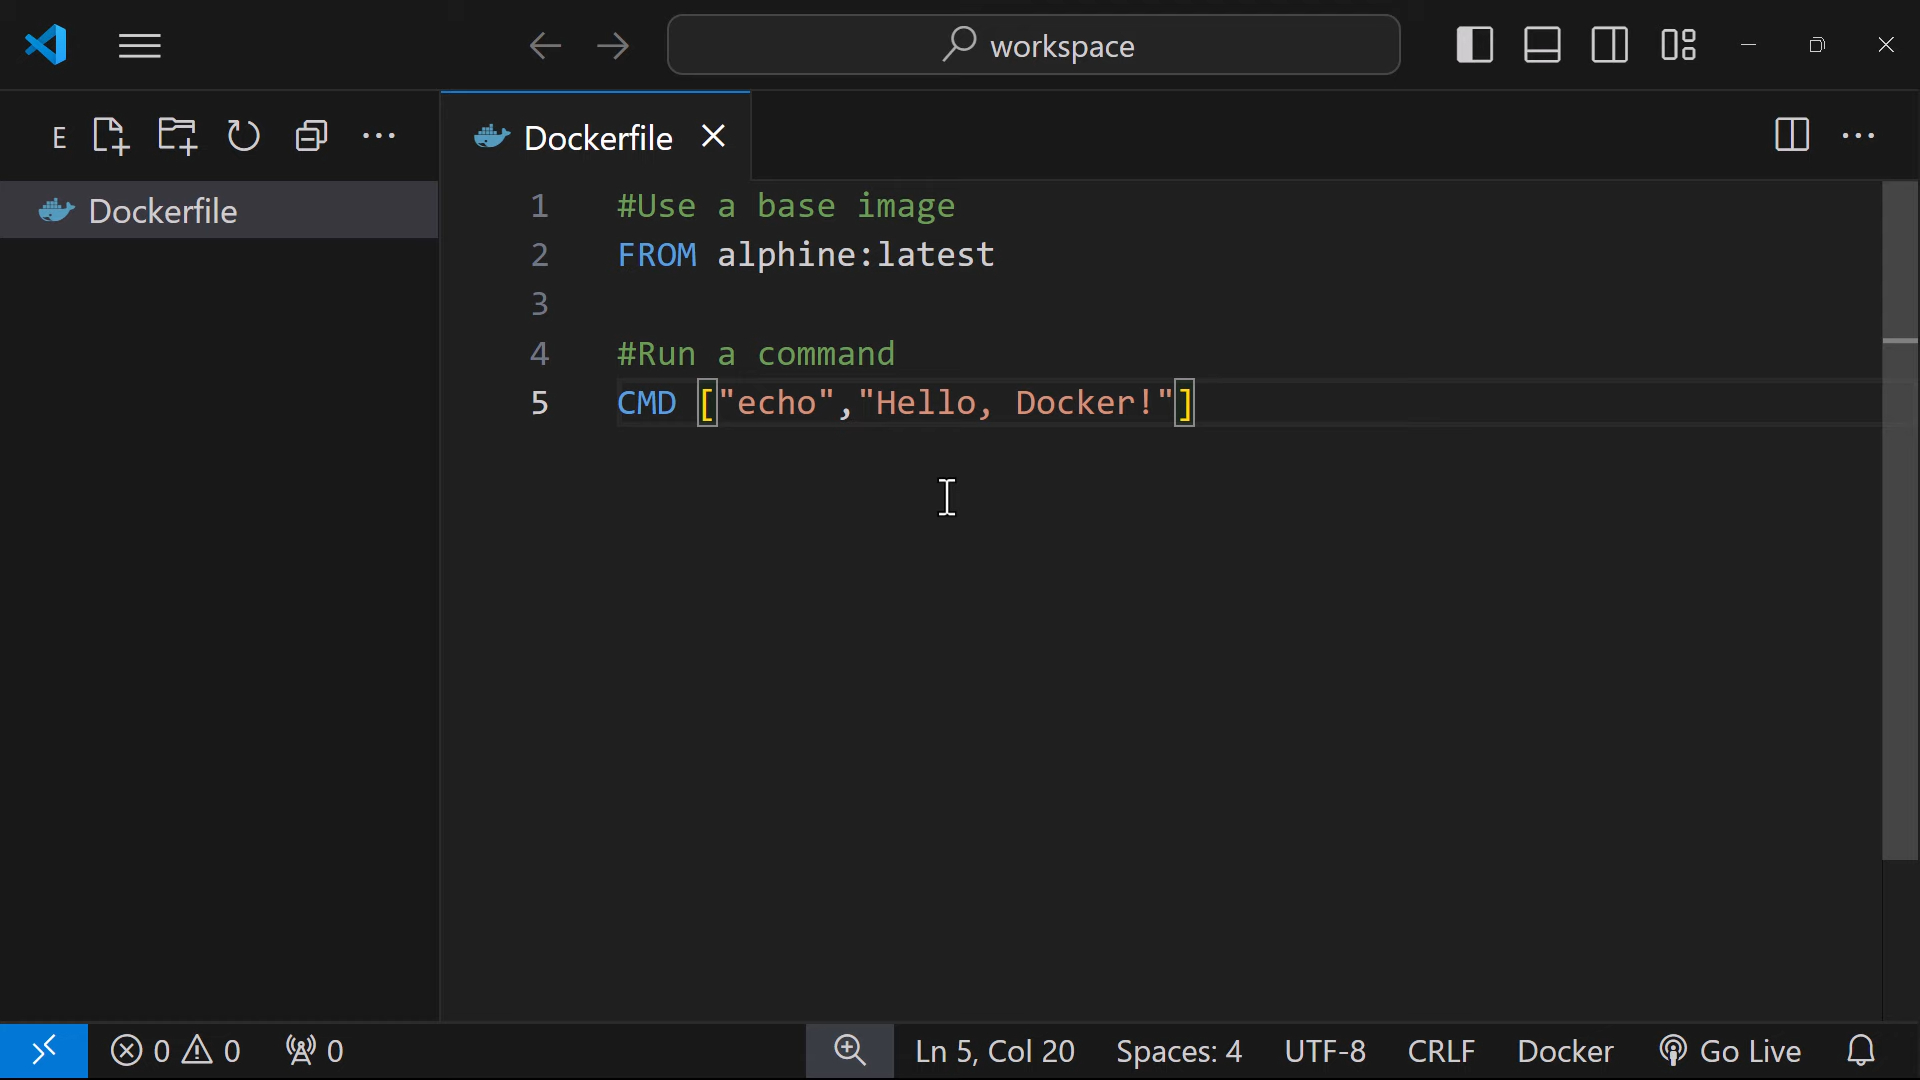 workspace
E
Dockerfile
Dockerfile
1 #Use a base image
2 FROM alphine:latest
3
4 #Run a command
5 CMD ["echo","Hello, Docker!"]
0 0 0
Ln 5, Col 20 Spaces: 4 UTF-8 CRLF Docker Go Live